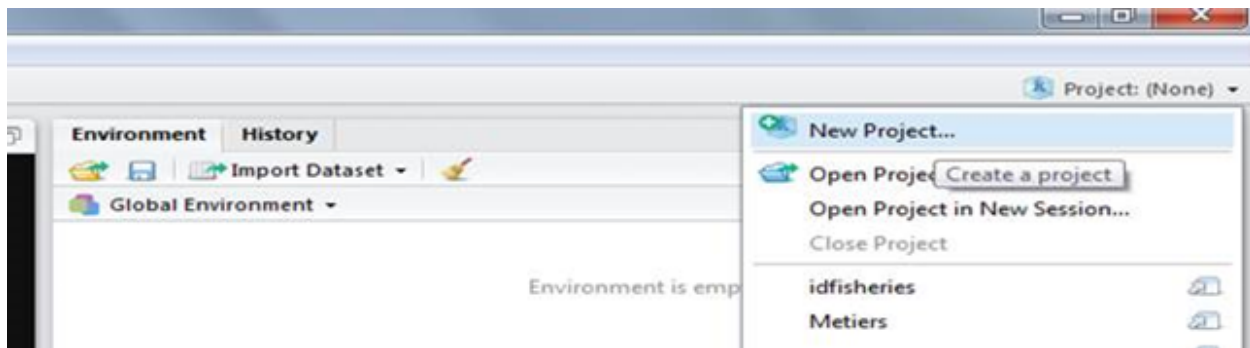 Project: (None)
Environment History
New Project...
Import Dataset
Open Projec
Create a project
Global Environment
Open Project in New Session...
Close Project
Environment is emp
idfisheries
Metiers